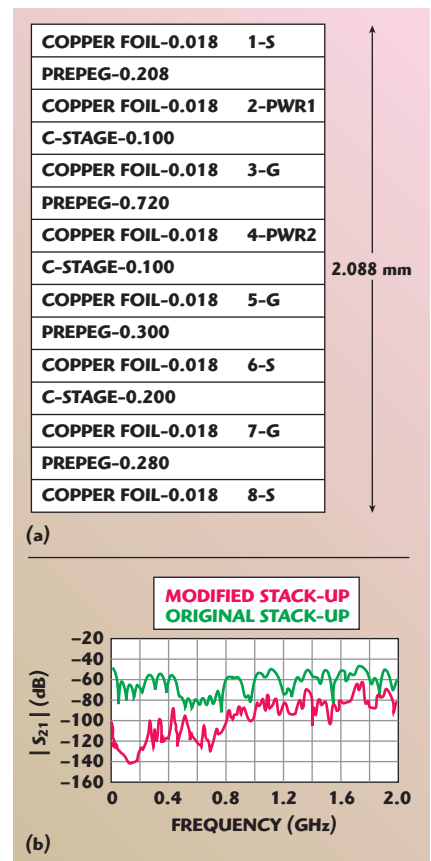 COPPER FOIL-0.018 1-S
PREPEG-0.208
COPPER FOIL-0.018 2-PWR1
C-STAGE-0.100
COPPER FOIL-0.018 3-G
PREPEG-0.720
COPPER FOIL-0.018 4-PWR2
C-STAGE-0.100
2.088 mm
COPPER FOIL-0.018 5-G
PREPEG-0.300
COPPER FOIL-0.018 6-S
C-STAGE-0.200
COPPER FOIL-0.018 7-G
PREPEG-0.280
COPPER FOIL-0.018 8-S
(a)
MODIFIED STACK-UP
ORIGINAL STACK-UP
|S21| (dB)
−20
−40
−60
−80
−100
−120
−140
−160
0 0.4 0.8 1.2 1.6 2.0
FREQUENCY (GHz)
(b)